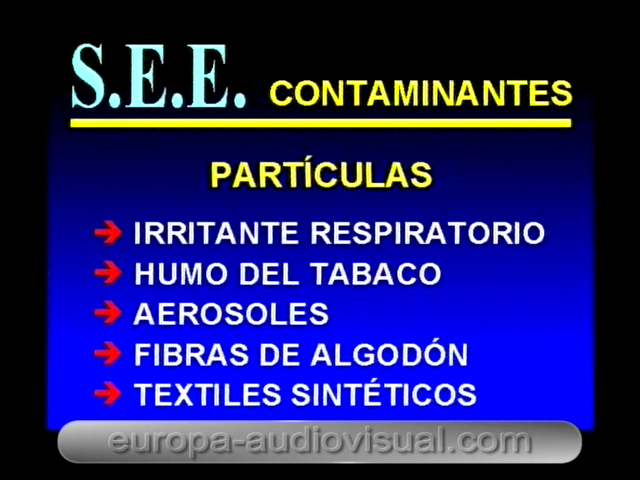 S.E.E. CONTAMINANTES
PARTÍCULAS
IRRITANTE RESPIRATORIO
HUMO DEL TABACO
AEROSOLES
FIBRAS DE ALGODÓN
TEXTILES SINTÉTICOS
europa-audiovisual.com